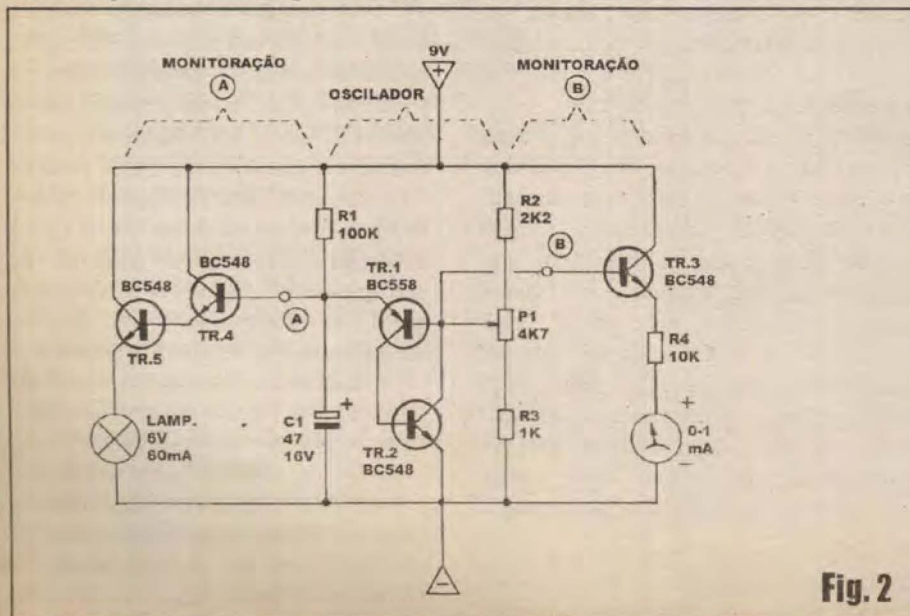 9V
+
MONITORAÇÃO
A
OSCILADOR
MONITORAÇÃO
B
R1
100K
R2
2K2
B
BC548
BC548
A
TR.1
BC558
TR.3
BC548
TR.4
TR.5
P1
4K7
R4
10K
LAMP.
6V
60mA
C1
47
16V
+
TR.2
BC548
R3
1K
+
0-1
mA
−
−
Fig. 2